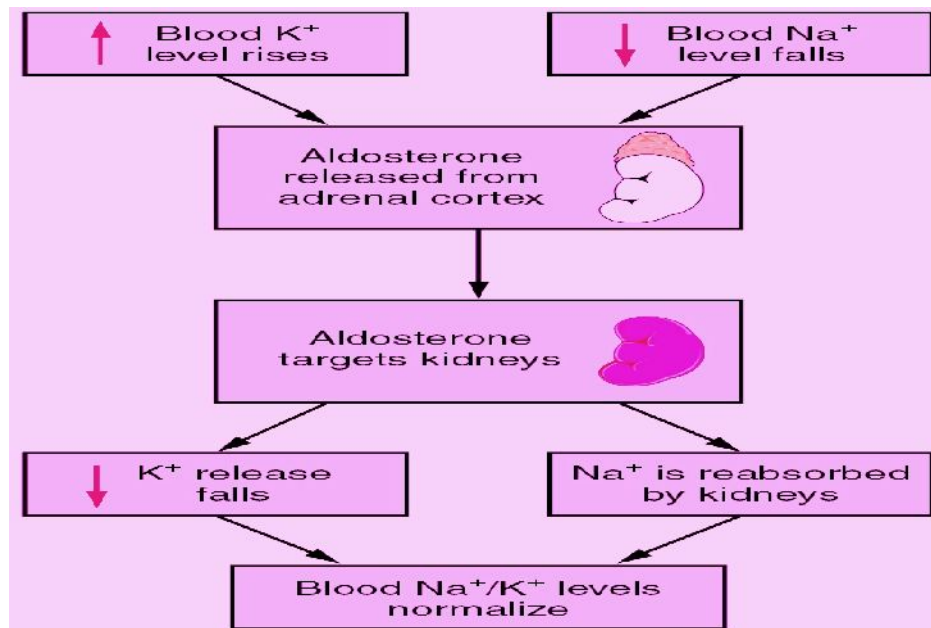 Blood K⁺
level rises
Blood Na⁺
level falls
Aldosterone
released from
adrenal cortex
Aldosterone
targets kidneys
K⁺ release
falls
Na⁺ is reabsorbed
by kidneys
Blood Na⁺/K⁺ levels
normalize